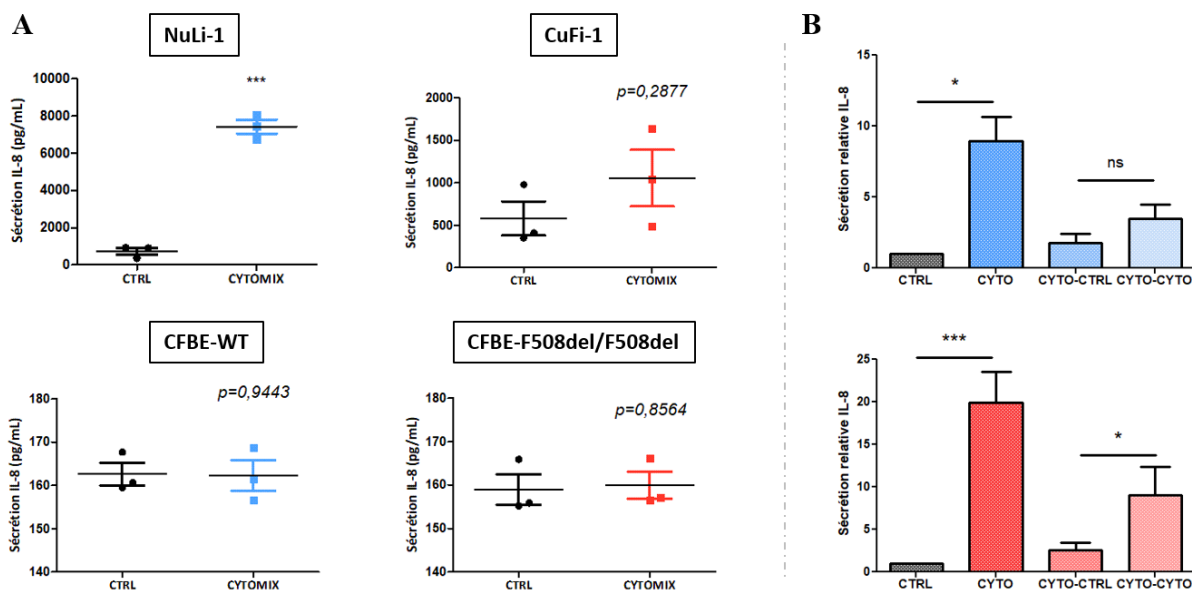 A
NuLi-1
Sécrétion IL-8 (pg/mL)
10000
8000
6000
4000
2000
0
***
CTRL
CYTOMIX
CuFi-1
Sécrétion IL-8 (pg/mL)
2000
1500
1000
500
0
p=0,2877
CTRL
CYTOMIX
CFBE-WT
Sécrétion IL-8 (pg/mL)
180
170
160
150
140
p=0,9443
CTRL
CYTOMIX
CFBE-F508del/F508del
Sécrétion IL-8 (pg/mL)
180
170
160
150
140
p=0,8564
CTRL
CYTOMIX
B
Sécrétion relative IL-8
15
10
5
0
*
ns
CTRL
CYTO
CYTO-CTRL
CYTO-CYTO
Sécrétion relative IL-8
25
20
15
10
5
0
***
*
CTRL
CYTO
CYTO-CTRL
CYTO-CYTO